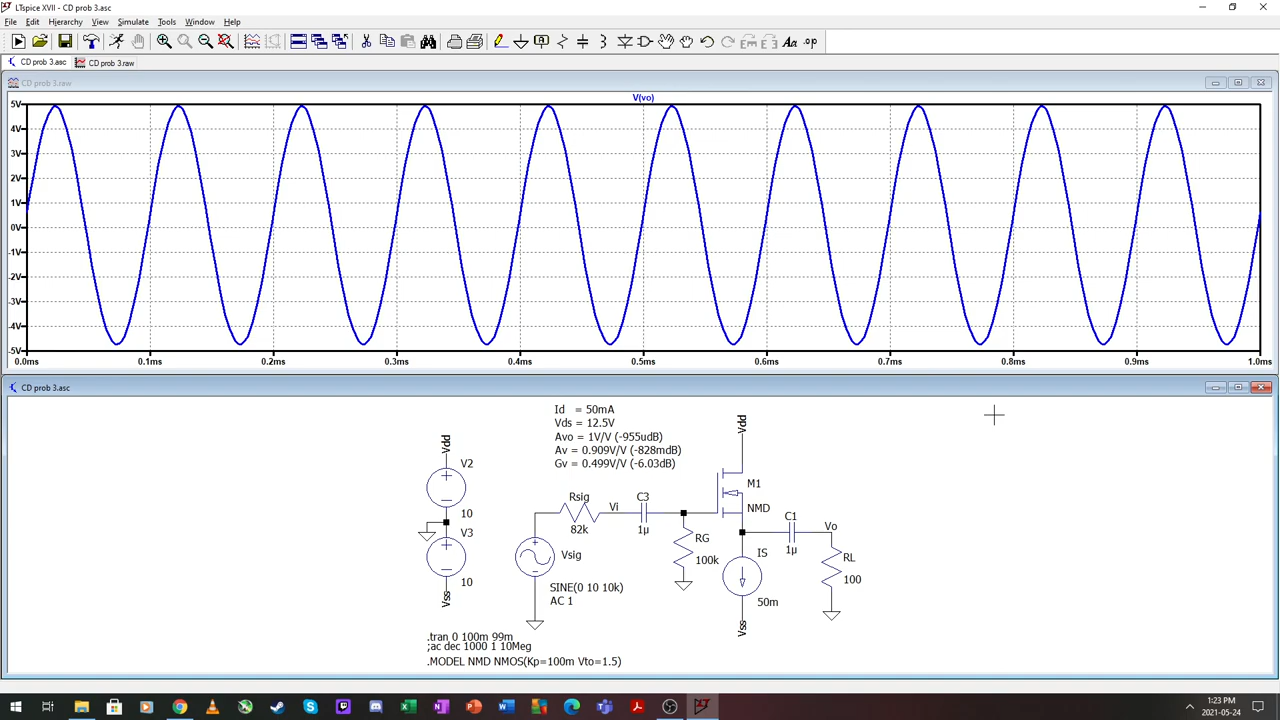 LTspice XVII - CD prob 3.asc
File Edit Hierarchy View Simulate Tools Window Help
.op
CD prob 3.asc CD prob 3.raw
CD prob 3.raw
V(vo)
5V
4V
3V
2V
1V
0V
-1V
-2V
-3V
-4V
-5V
0.0ms 0.1ms 0.2ms 0.3ms 0.4ms 0.5ms 0.6ms 0.7ms 0.8ms 0.9ms 1.0ms
CD prob 3.asc
Id = 50mA
Vds = 12.5V
Avo = 1V/V (-955udB)
Av = 0.909V/V (-828mdB)
Gv = 0.499V/V (-6.03dB)
Vdd
V2
10
V3
10
Vss
Rsig
82k
Vi
C3
1µ
Vsig
SINE(0 10 10k)
AC 1
RG
100k
Vdd
M1
NMD
IS
50m
Vss
C1
1µ
Vo
RL
100
.tran 0 100m 99m
;ac dec 1000 1 10Meg
.MODEL NMD NMOS(Kp=100m Vto=1.5)
1:23 PM
2021-05-24